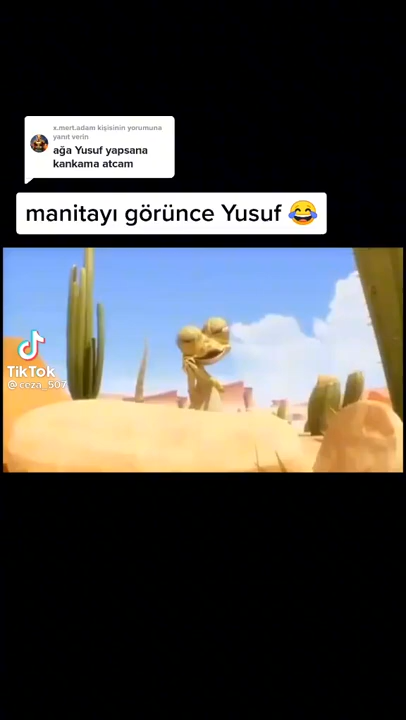 x.mert.adam kişisinin yorumuna
yanıt verin
ağa Yusuf yapsana
kankama atcam
manitayı görünce Yusuf 😂
TikTok
@ceza_507